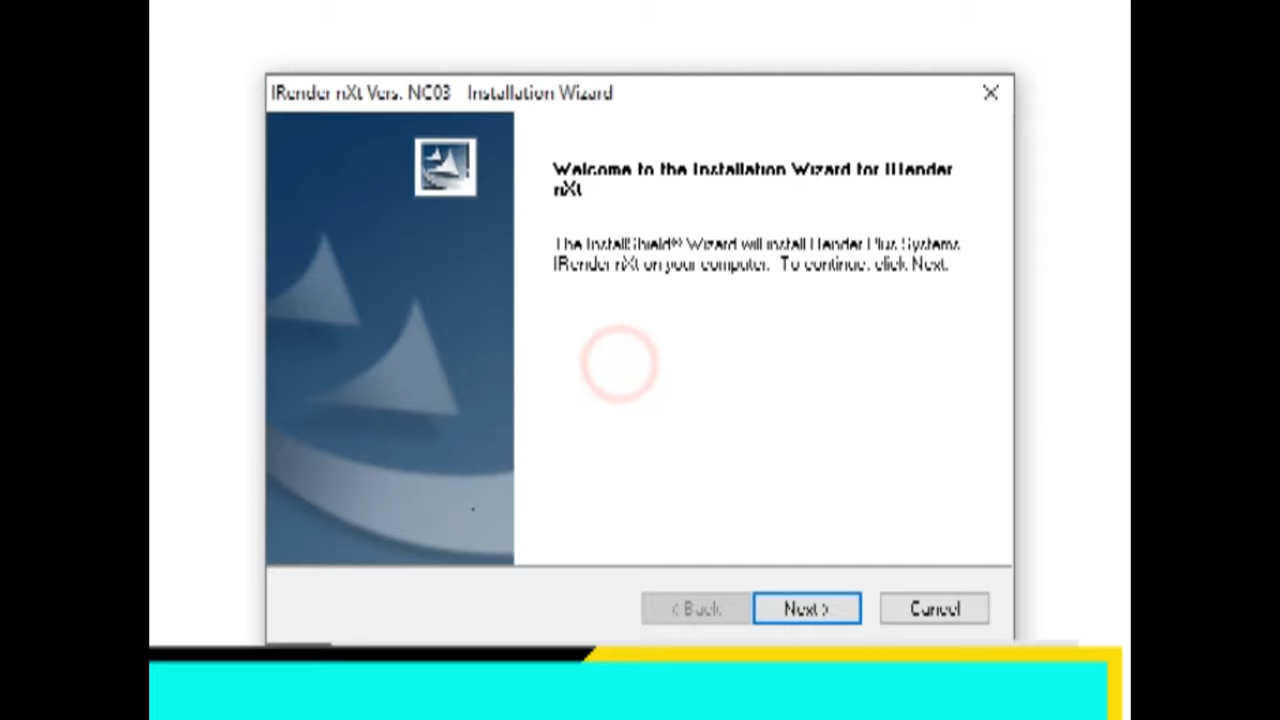 IRender nXt Vers. NC03 Installation Wizard
Welcome to the Installation Wizard for IRender
nXt
The InstallShield® Wizard will install Render Plus Systems
IRender nXt on your computer. To continue, click Next.
< Back
Next >
Cancel